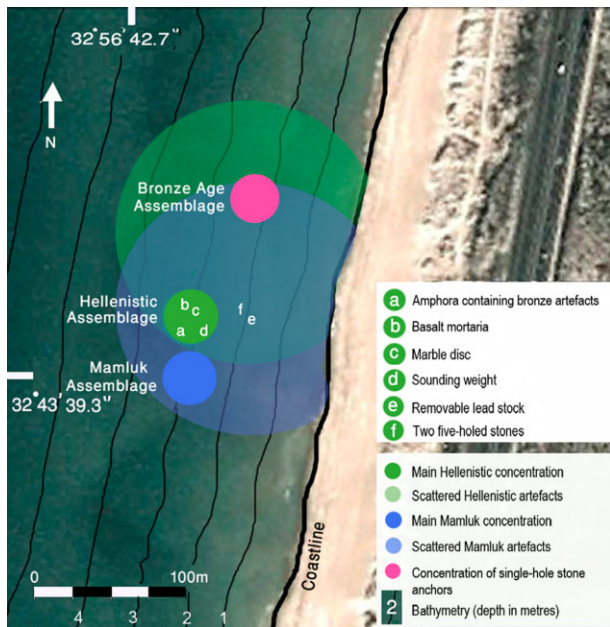 32° 56' 42.7"
N
Bronze Age
Assemblage
Hellenistic
Assemblage
b
c
a
d
f
e
Mamluk
Assemblage
32° 43' 39.3"
a Amphora containing bronze artefacts
b Basalt mortaria
c Marble disc
d Sounding weight
e Removable lead stock
f Two five-holed stones
Main Hellenistic concentration
Scattered Hellenistic artefacts
Main Mamluk concentration
Scattered Mamluk artefacts
Concentration of single-hole stone
anchors
2 Bathymetry (depth in metres)
Coastline
0 100m
4 3 2 1